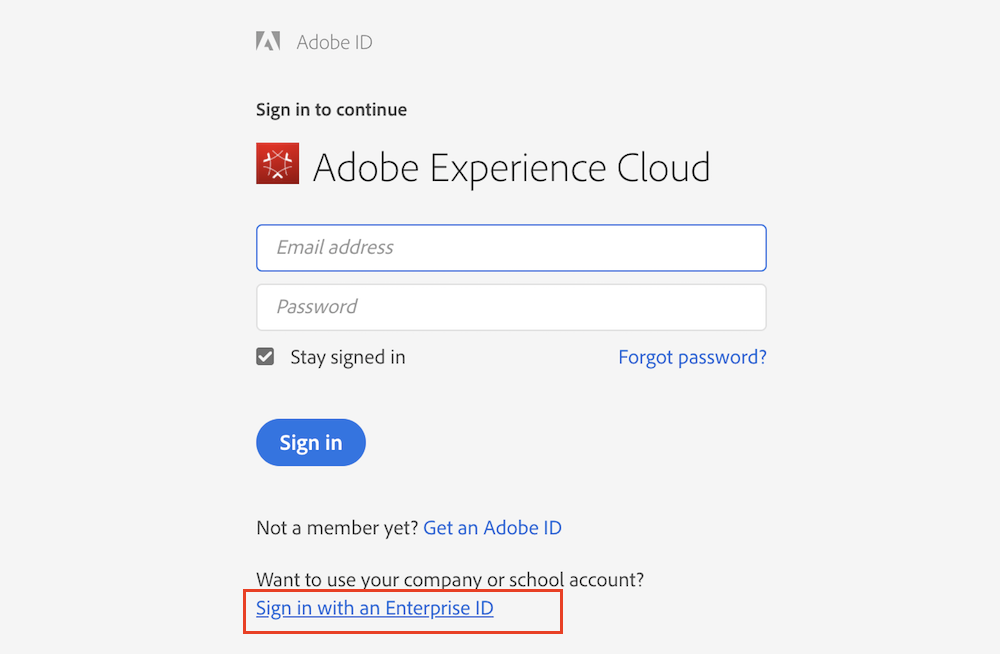 Adobe ID
Sign in to continue
Adobe Experience Cloud
Email address
Password
Stay signed in Forgot password?
Sign in
Not a member yet? Get an Adobe ID
Want to use your company or school account?
Sign in with an Enterprise ID